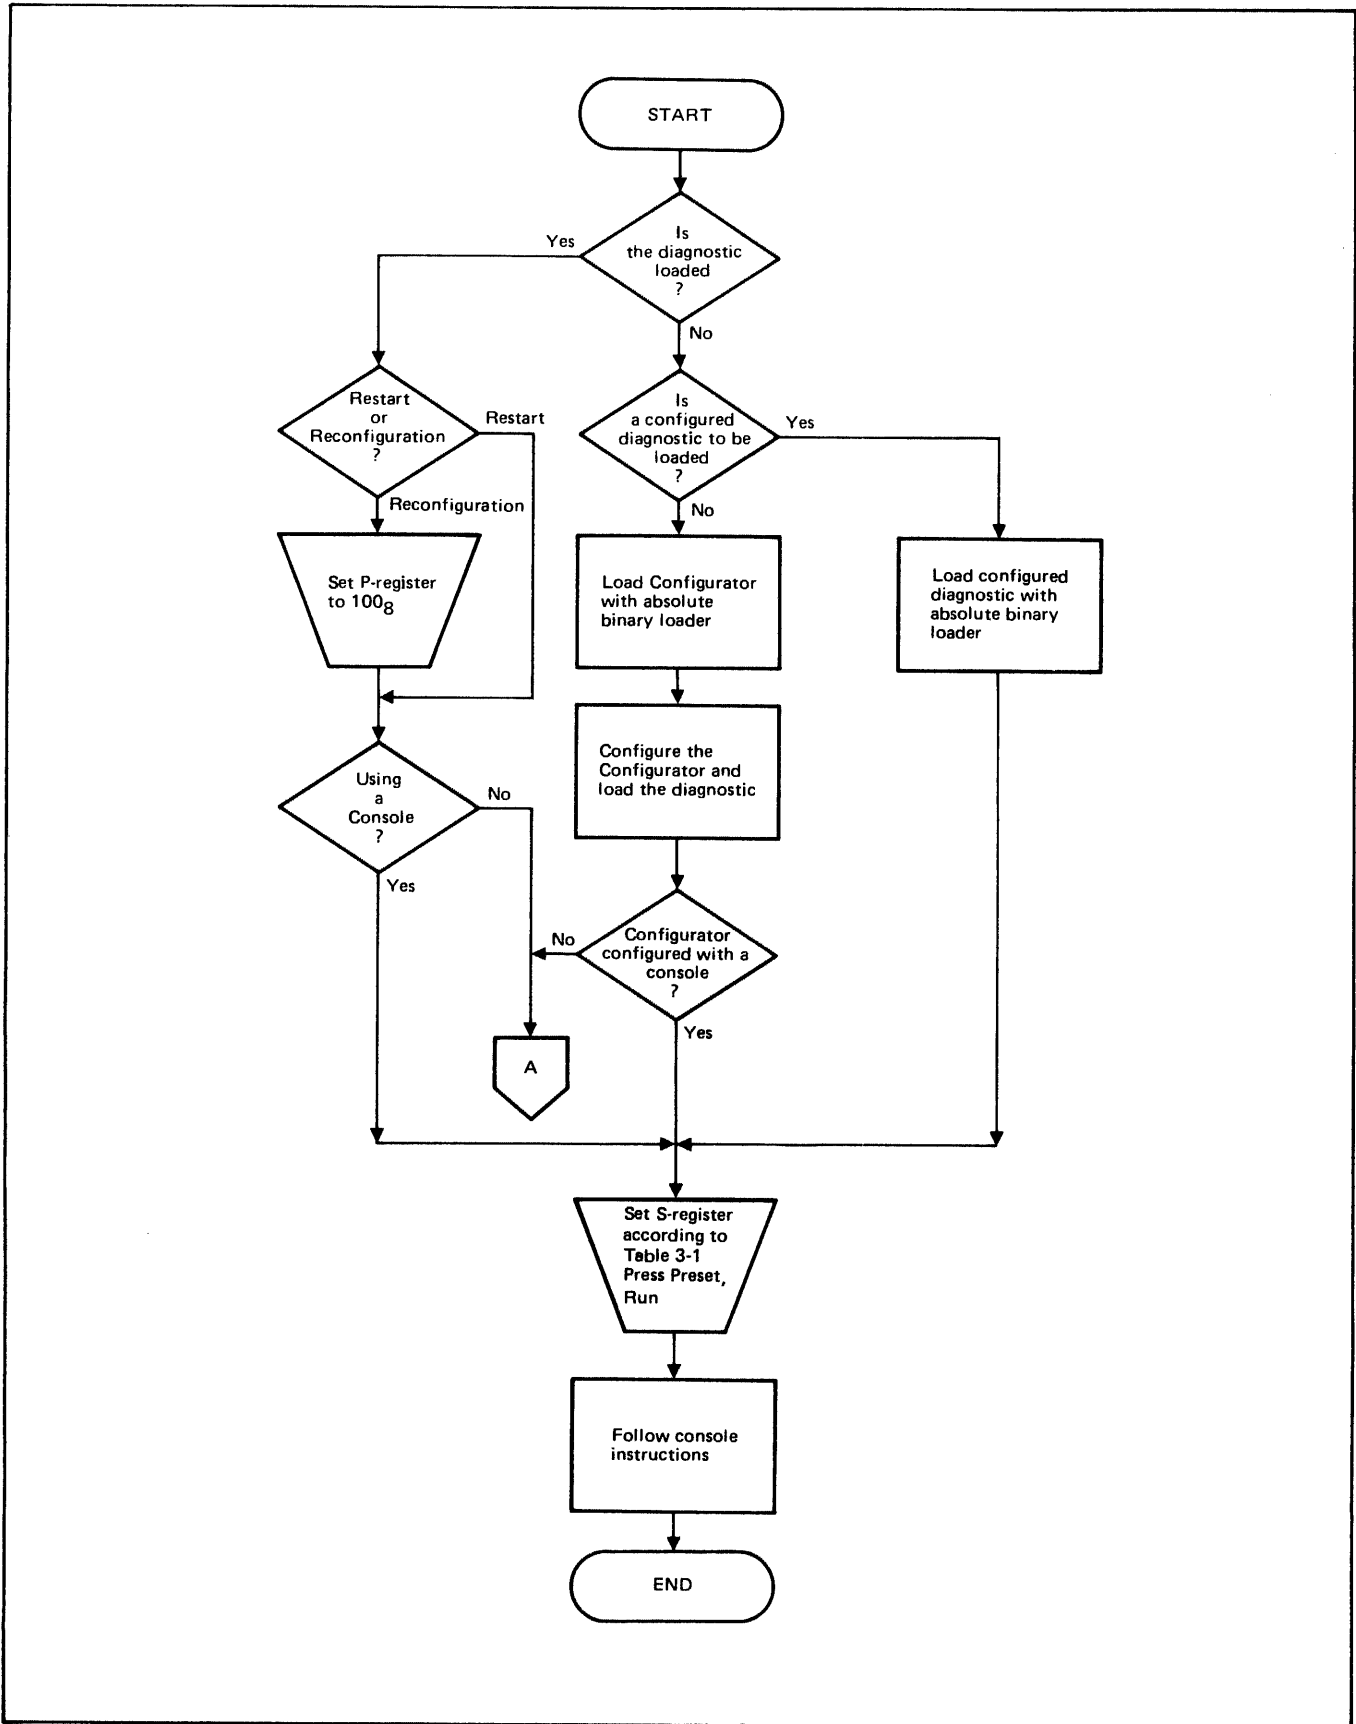 START
Is
the diagnostic
loaded
?
Yes
No
Restart
or
Reconfiguration
?
Restart
Reconfiguration
Is
a configured
diagnostic to be
loaded
?
Yes
No
Set P-register
to 100₈
Load Configurator
with absolute
binary loader
Load configured
diagnostic with
absolute binary
loader
Configure the
Configurator and
load the diagnostic
Using
a
Console
?
No
Yes
Configurator
configured with a
console
?
No
Yes
A
Set S-register
according to
Table 3-1
Press Preset,
Run
Follow console
instructions
END